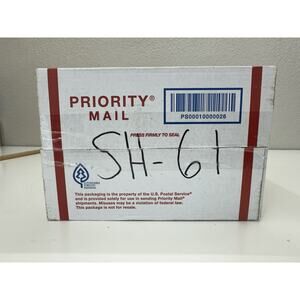 PRIORITY®
MAIL
PS00010000026
PRESS FIRMLY TO SEAL
SH-61
This packaging is the property of the U.S. Postal Service®
and is provided solely for use in sending Priority Mail®
shipments. Misuses may be a violation of federal law.
This package is not for resale.